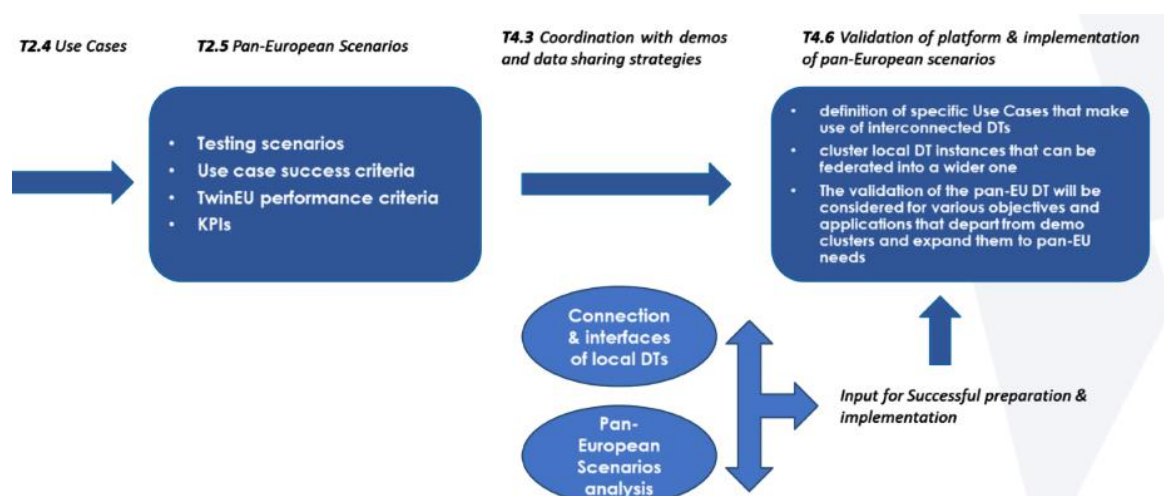 T2.4 Use Cases
T2.5 Pan-European Scenarios
T4.3 Coordination with demos
and data sharing strategies
T4.6 Validation of platform & implementation
of pan-European scenarios
• Testing scenarios
• Use case success criteria
• TwinEU performance criteria
• KPIs
• definition of specific Use Cases that make
use of interconnected DTs
• cluster local DT instances that can be
federated into a wider one
• The validation of the pan-EU DT will be
considered for various objectives and
applications that depart from demo
clusters and expand them to pan-EU
needs
Connection
& interfaces
of local DTs
Pan-
European
Scenarios
analysis
Input for Successful preparation &
implementation